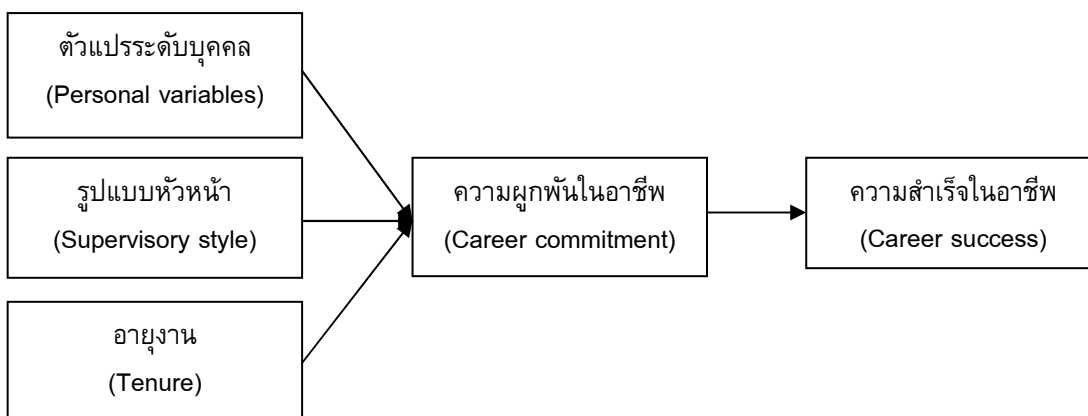 ตัวแปรระดับบุคคล
(Personal variables)
รูปแบบหัวหน้า
(Supervisory style)
อายุงาน
(Tenure)
ความผูกพันในอาชีพ
(Career commitment)
ความสำเร็จในอาชีพ
(Career success)